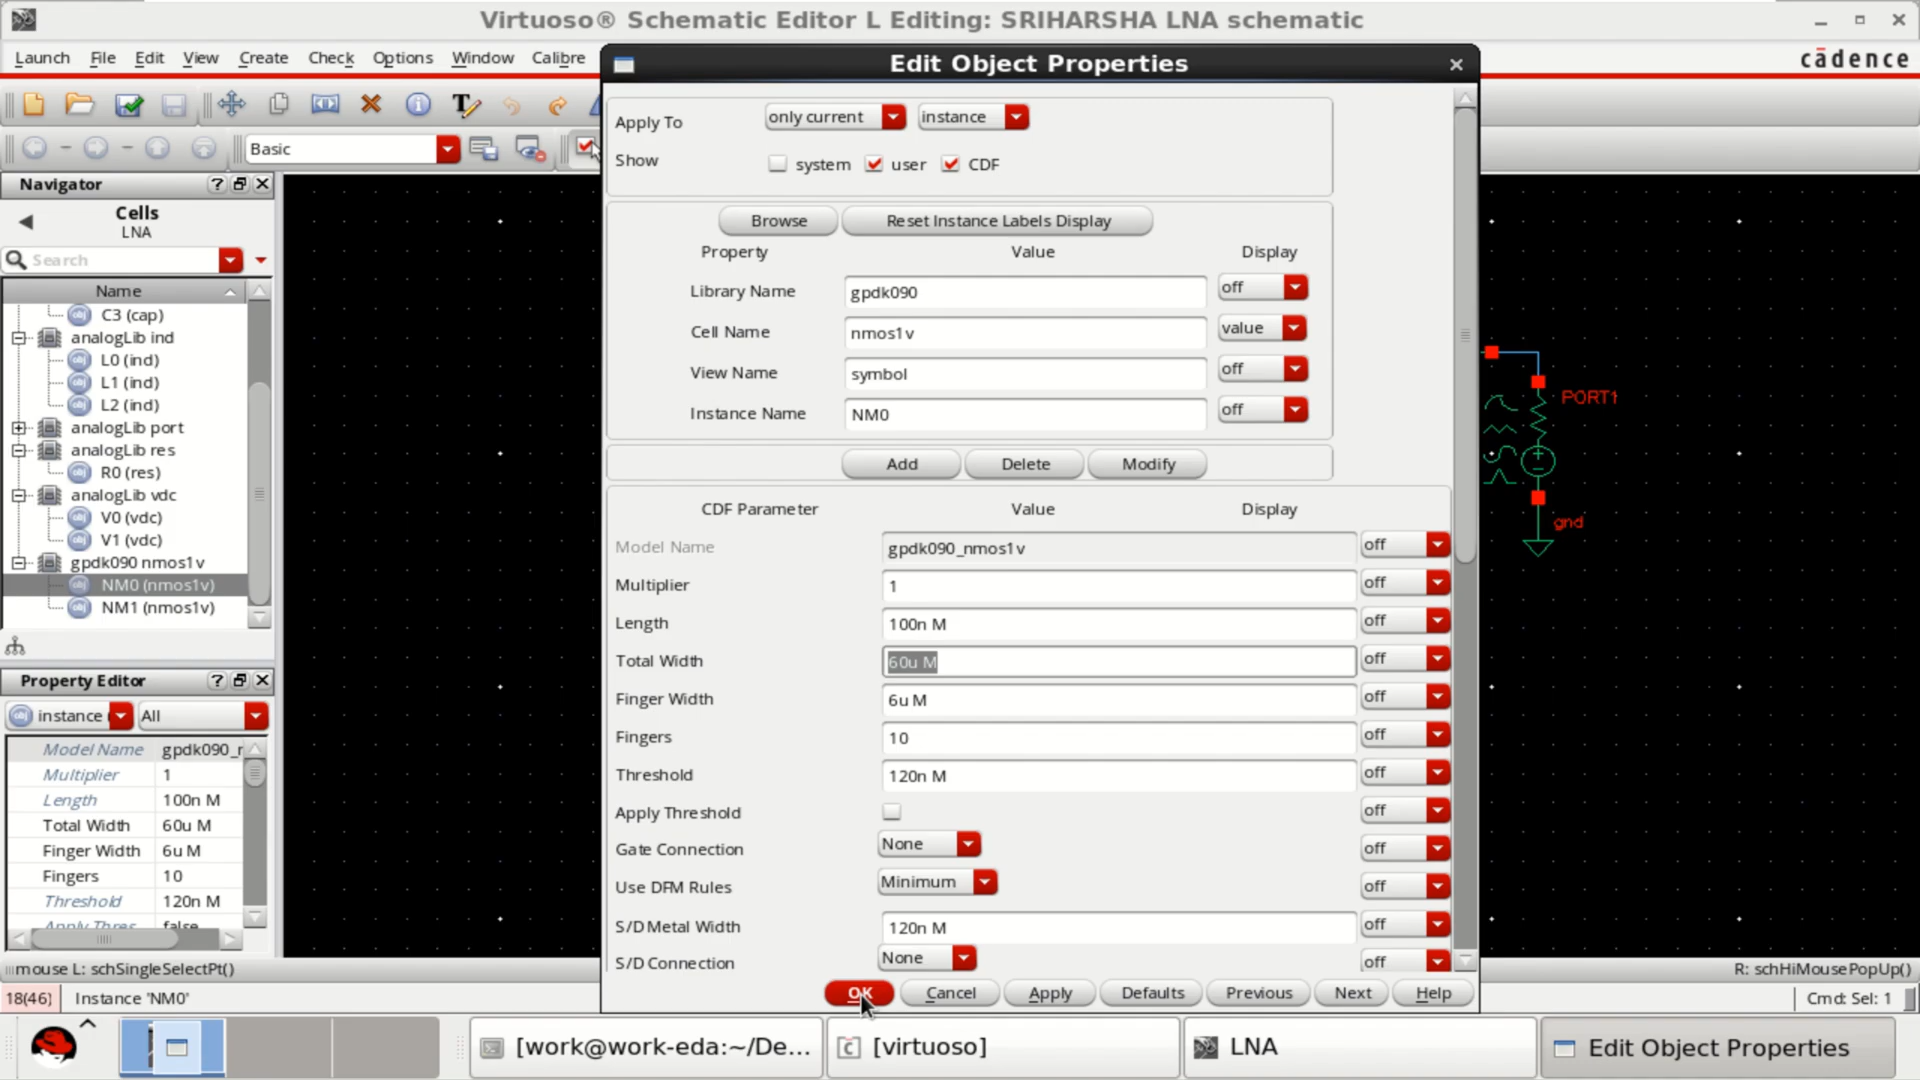 Virtuoso® Schematic Editor L Editing: SRIHARSHA LNA schematic
Launch File Edit View Create Check Options Window Calibre
cādence
Basic
Navigator
Cells
LNA
Search
Name
C3 (cap)
analogLib ind
L0 (ind)
L1 (ind)
L2 (ind)
analogLib port
analogLib res
R0 (res)
analogLib vdc
V0 (vdc)
V1 (vdc)
gpdk090 nmos1v
NM0 (nmos1v)
NM1 (nmos1v)
Property Editor
instance All
Model Name gpdk090_
Multiplier 1
Length 100n M
Total Width 60u M
Finger Width 6u M
Fingers 10
Threshold 120n M
Apply Thres false
Edit Object Properties
Apply To only current instance
Show system user CDF
Browse Reset Instance Labels Display
Property Value Display
Library Name gpdk090 off
Cell Name nmos1v value
View Name symbol off
Instance Name NM0 off
Add Delete Modify
CDF Parameter Value Display
Model Name gpdk090_nmos1v off
Multiplier 1 off
Length 100n M off
Total Width 60u M off
Finger Width 6u M off
Fingers 10 off
Threshold 120n M off
Apply Threshold off
Gate Connection None off
Use DFM Rules Minimum off
S/D Metal Width 120n M off
S/D Connection None off
OK Cancel Apply Defaults Previous Next Help
PORT1
gnd
mouse L: schSingleSelectPt()
R: schHiMousePopUp()
18(46) Instance 'NM0'
Cmd: Sel: 1
[work@work-eda:~/De... [virtuoso] LNA Edit Object Properties